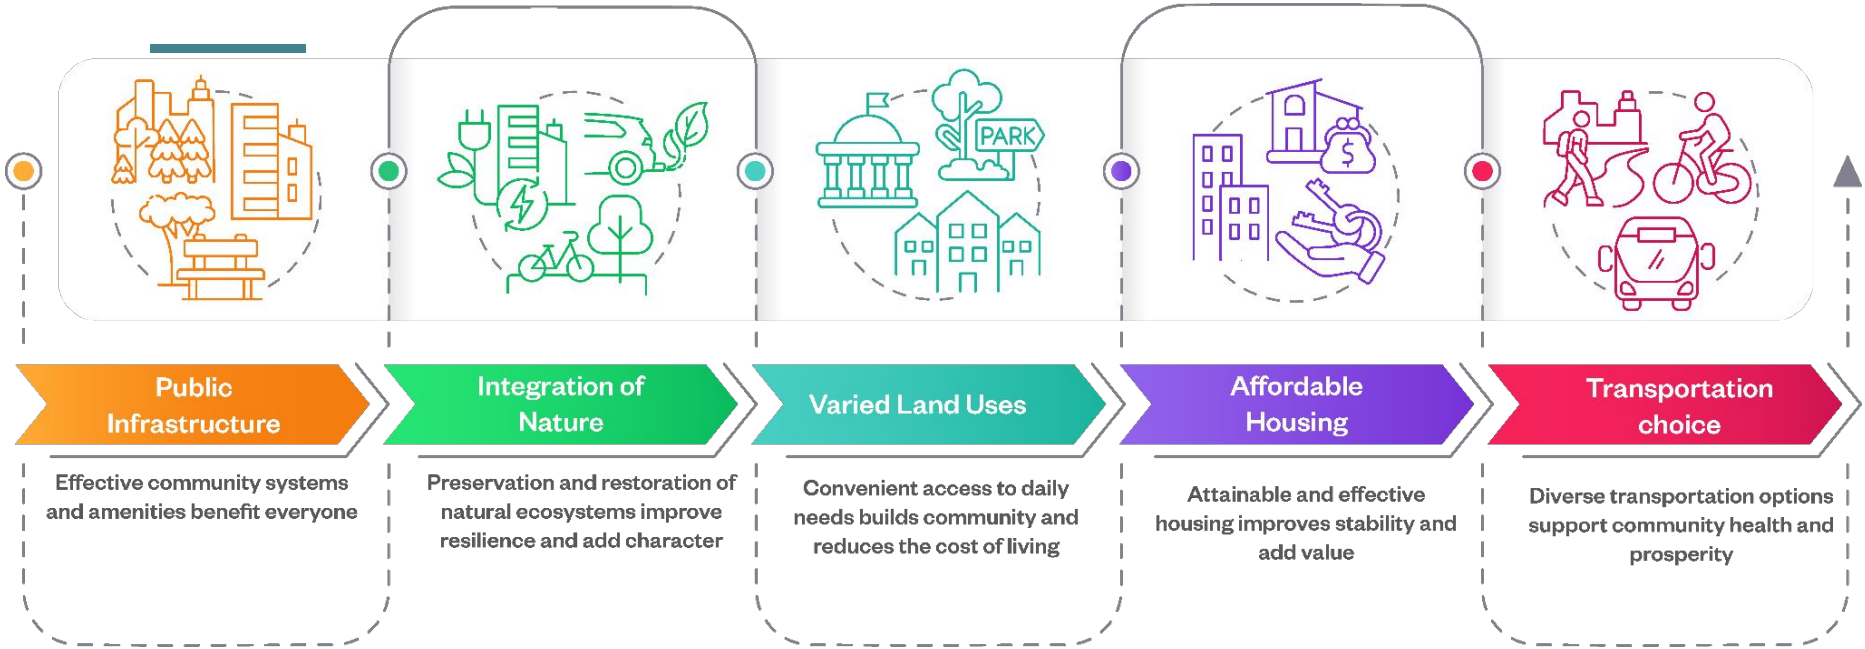 PARK
$
Public
Infrastructure
Effective community systems
and amenities benefit everyone
Integration of
Nature
Preservation and restoration of
natural ecosystems improve
resilience and add character
Varied Land Uses
Convenient access to daily
needs builds community and
reduces the cost of living
Affordable
Housing
Attainable and effective
housing improves stability and
add value
Transportation
choice
Diverse transportation options
support community health and
prosperity